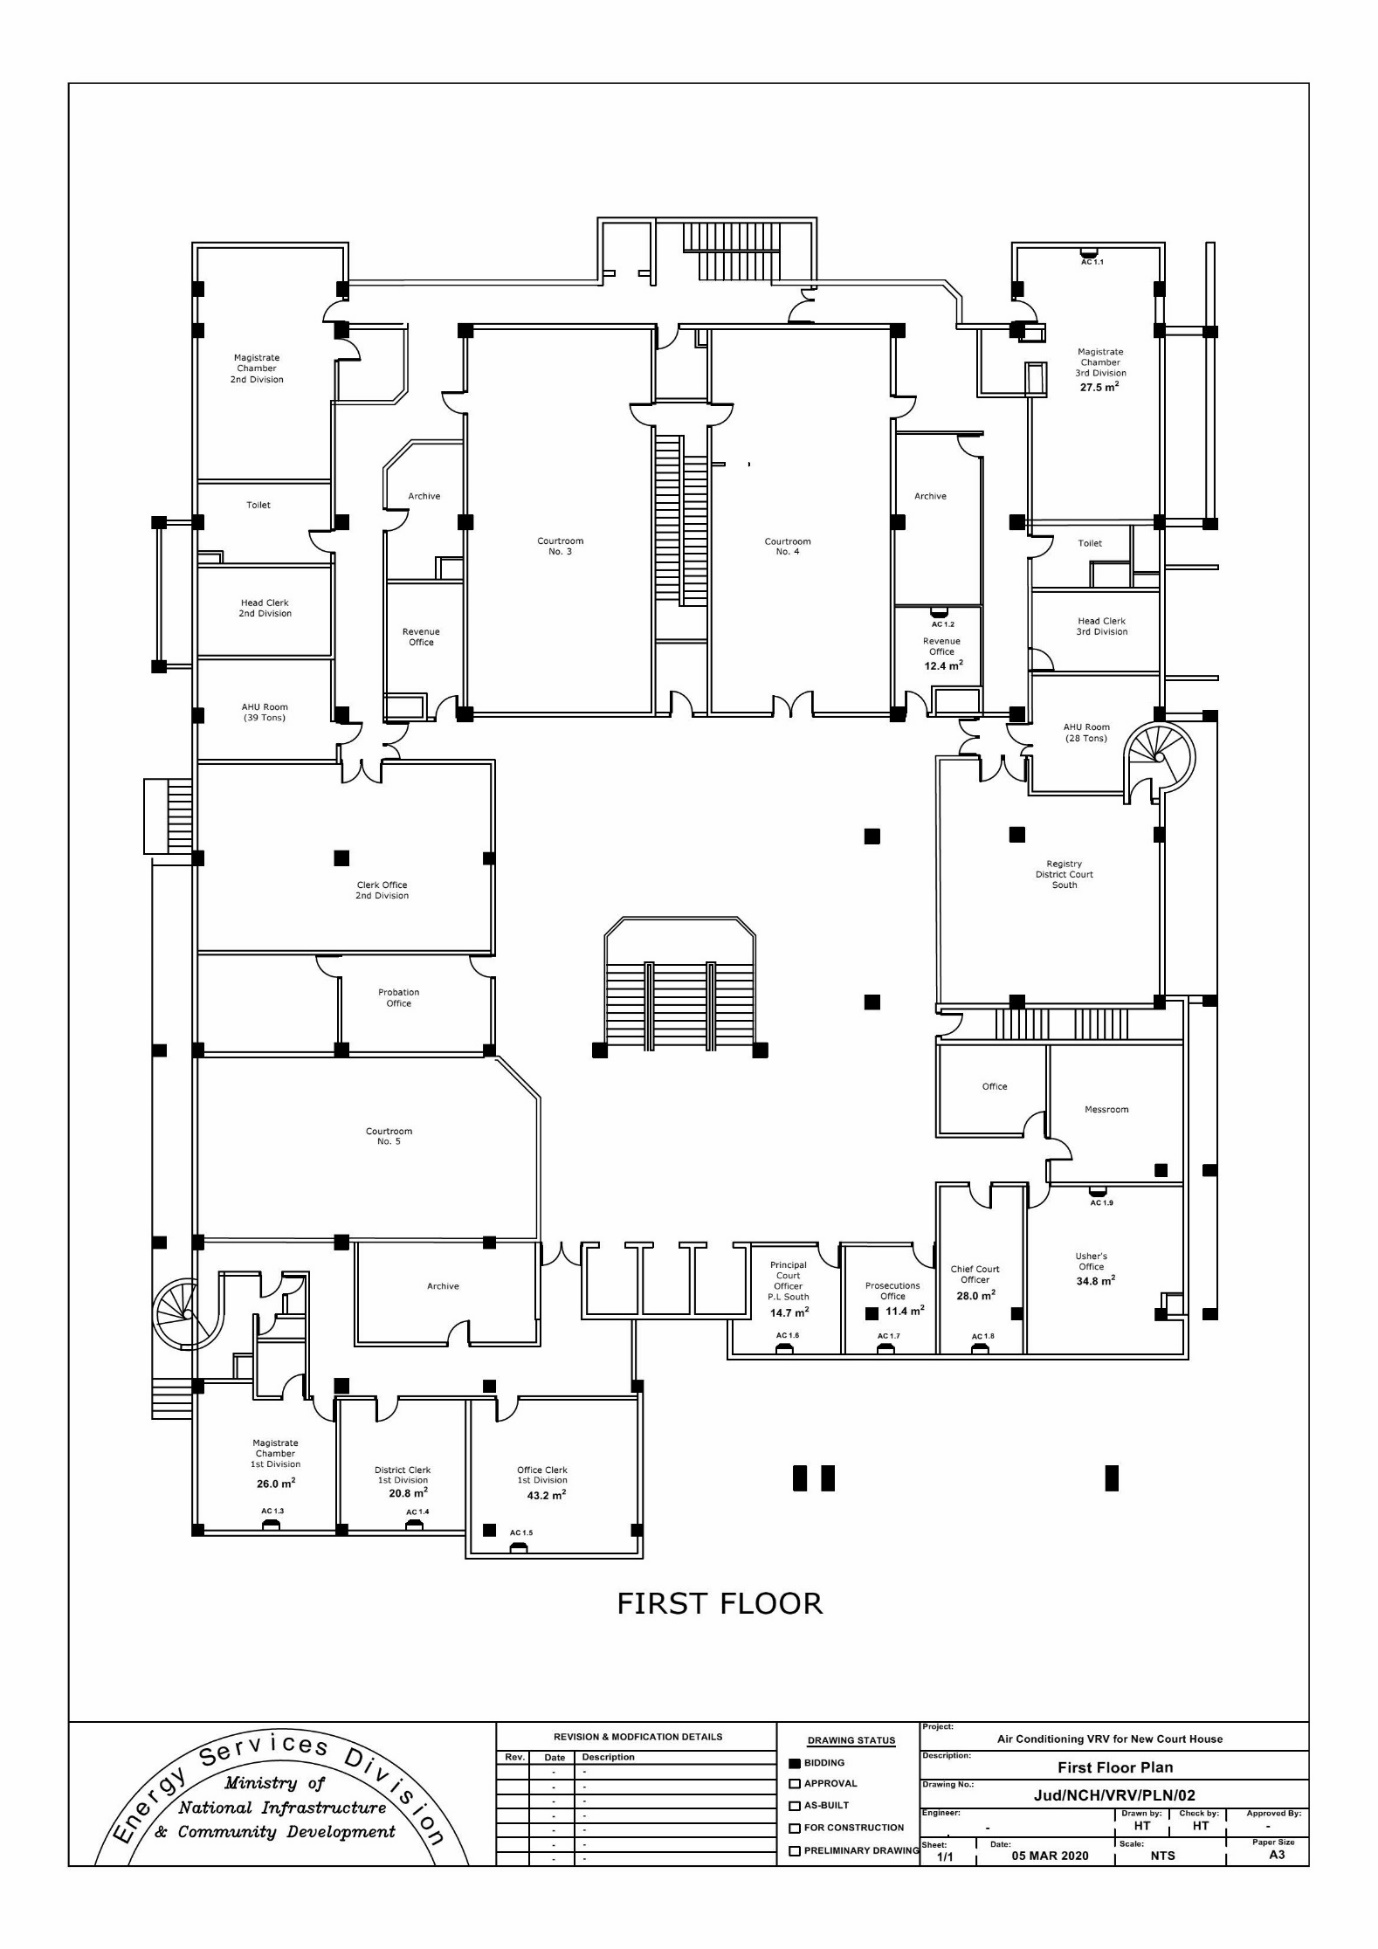 AC 1.1
Magistrate
Chamber
2nd Division
Magistrate
Chamber
3rd Division
27.5 m²
Toilet
Archive
Archive
Courtroom
No. 3
Courtroom
No. 4
Toilet
Head Clerk
2nd Division
Revenue
Office
AC 1.2
Revenue
Office
12.4 m²
Head Clerk
3rd Division
AHU Room
(39 Tons)
AHU Room
(28 Tons)
Clerk Office
2nd Division
Registry
District Court
South
Probation
Office
Office
Messroom
Courtroom
No. 5
AC 1.9
Archive
Principal
Court
Officer
P.L South
14.7 m²
AC 1.6
Prosecutions
Office
11.4 m²
AC 1.7
Chief Court
Officer
28.0 m²
AC 1.8
Usher's
Office
34.8 m²
Magistrate
Chamber
1st Division
26.0 m²
AC 1.3
District Clerk
1st Division
20.8 m²
AC 1.4
Office Clerk
1st Division
43.2 m²
AC 1.5
FIRST FLOOR
Energy Services Division
Ministry of
National Infrastructure
& Community Development
REVISION & MODFICATION DETAILS
Rev. Date Description
- -
- -
- -
- -
- -
- -
- -
DRAWING STATUS
BIDDING
APPROVAL
AS-BUILT
FOR CONSTRUCTION
PRELIMINARY DRAWING
Project:
Air Conditioning VRV for New Court House
Description:
First Floor Plan
Drawing No.:
Jud/NCH/VRV/PLN/02
Engineer: Drawn by: Check by: Approved By:
- HT HT -
Sheet: Date: Scale: Paper Size
1/1 05 MAR 2020 NTS A3